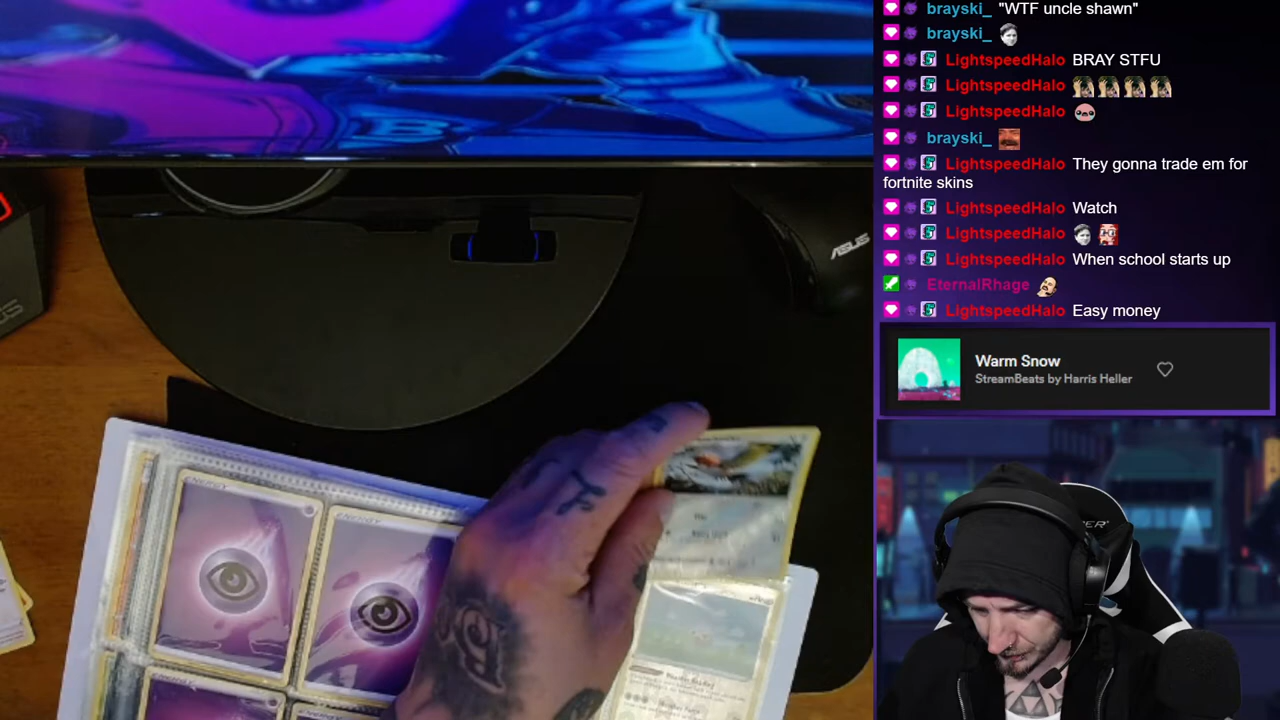 brayski_ "WTF uncle shawn"
brayski_
LightspeedHalo BRAY STFU
LightspeedHalo
LightspeedHalo
brayski_
LightspeedHalo They gonna trade em for
fortnite skins
LightspeedHalo Watch
LightspeedHalo
LightspeedHalo When school starts up
EternalRhage
LightspeedHalo Easy money
Warm Snow
StreamBeats by Harris Heller
ASUS
ENERGY
ENERGY